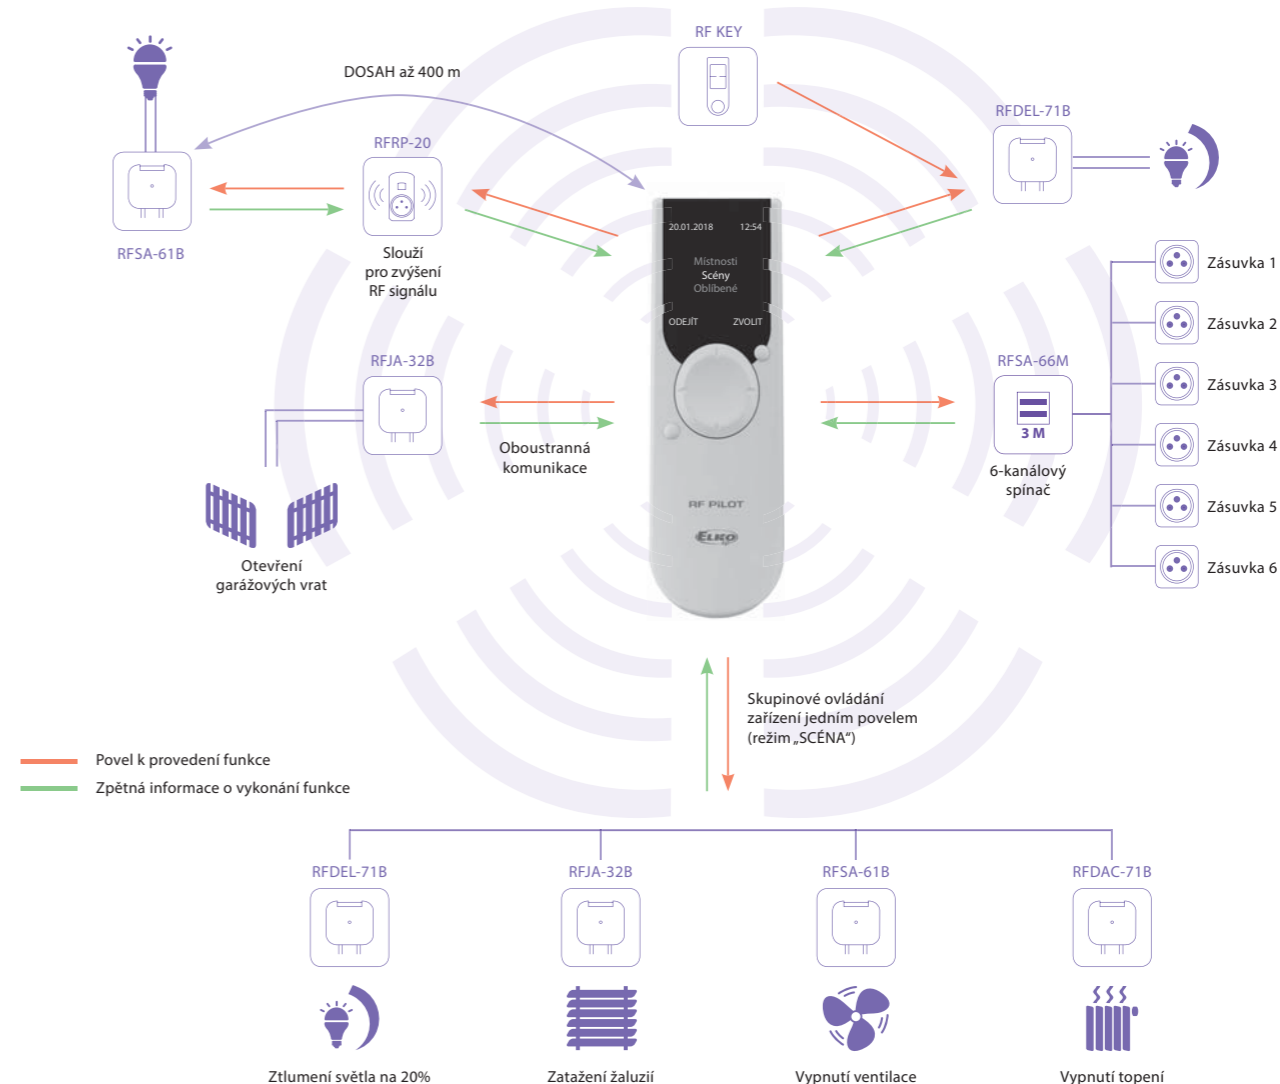 RF KEY
DOSAH až 400 m
RFDEL-71B
RFRP-20
RFSA-61B
Slouží
pro zvýšení
RF signálu
20.01.2018 12:54
Místnosti
Scény
Oblíbené
ODEJÍT ZVOLIT
Zásuvka 1
Zásuvka 2
Zásuvka 3
Zásuvka 4
Zásuvka 5
Zásuvka 6
RFJA-32B
RFSA-66M
3 M
6-kanálový
spínač
Oboustranná
komunikace
RF PiLOT
ELKO
Otevření
garážových vrat
Skupinové ovládání
zařízení jedním povelem
(režim „SCÉNA“)
Povel k provedení funkce
Zpětná informace o vykonání funkce
RFDEL-71B
RFJA-32B
RFSA-61B
RFDAC-71B
Ztlumení světla na 20%
Zatažení žaluzií
Vypnutí ventilace
Vypnutí topení